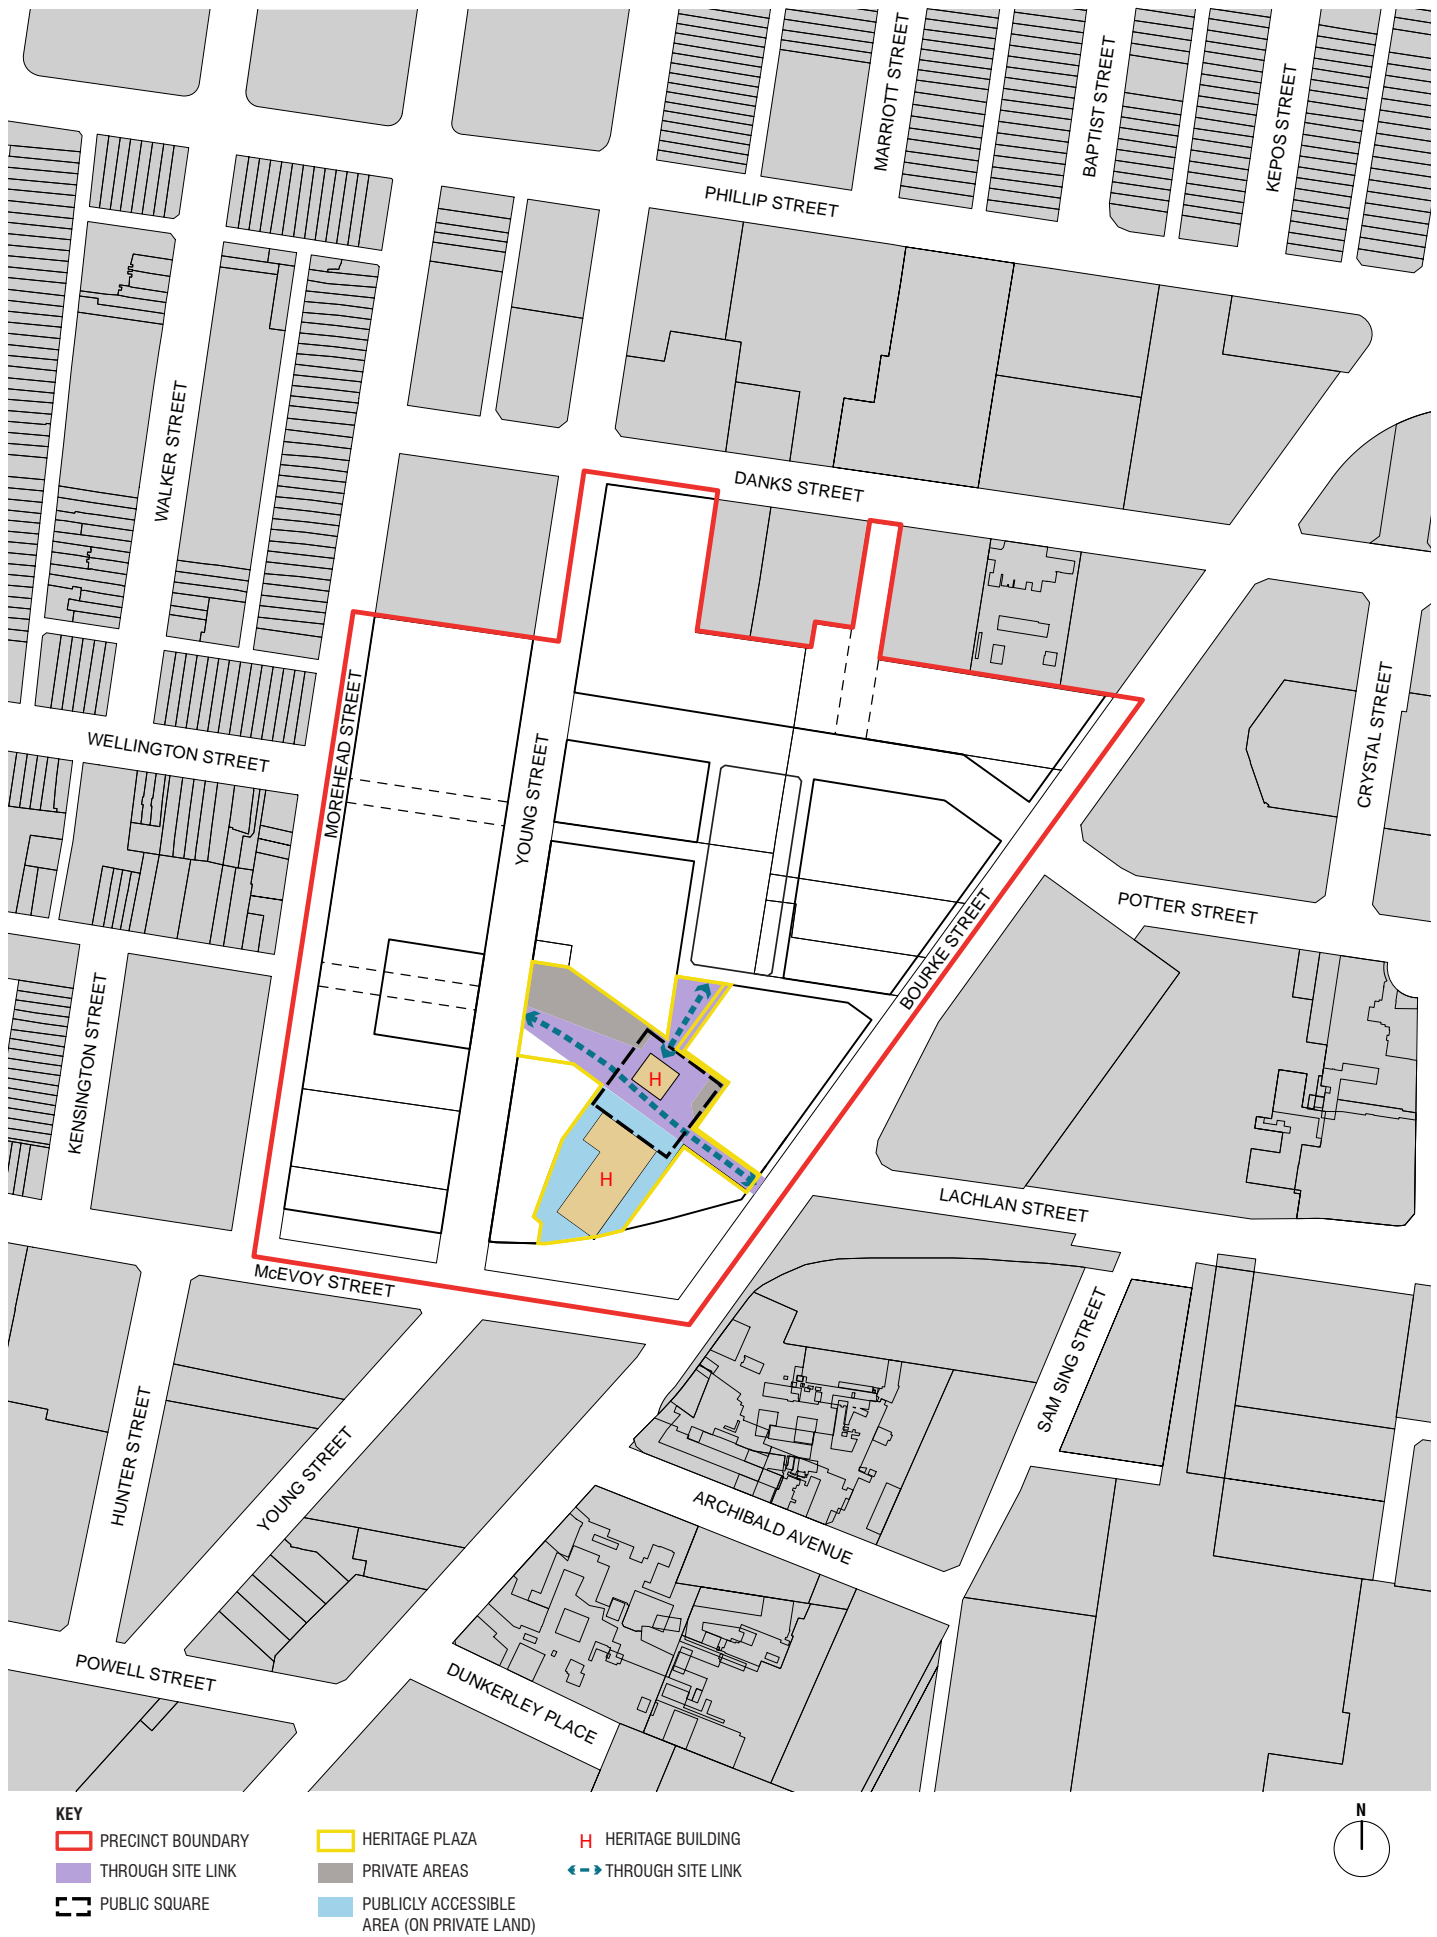 MARRIOTT STREET
BAPTIST STREET
KEPOS STREET
PHILLIP STREET
WALKER STREET
DANKS STREET
MOREHEAD STREET
WELLINGTON STREET
YOUNG STREET
CRYSTAL STREET
POTTER STREET
BOURKE STREET
KENSINGTON STREET
H
H
LACHLAN STREET
McEVOY STREET
SAM SING STREET
HUNTER STREET
YOUNG STREET
ARCHIBALD AVENUE
POWELL STREET
DUNKERLEY PLACE
KEY
PRECINCT BOUNDARY
THROUGH SITE LINK
PUBLIC SQUARE
HERITAGE PLAZA
PRIVATE AREAS
PUBLICLY ACCESSIBLE
AREA (ON PRIVATE LAND)
H HERITAGE BUILDING
THROUGH SITE LINK
N